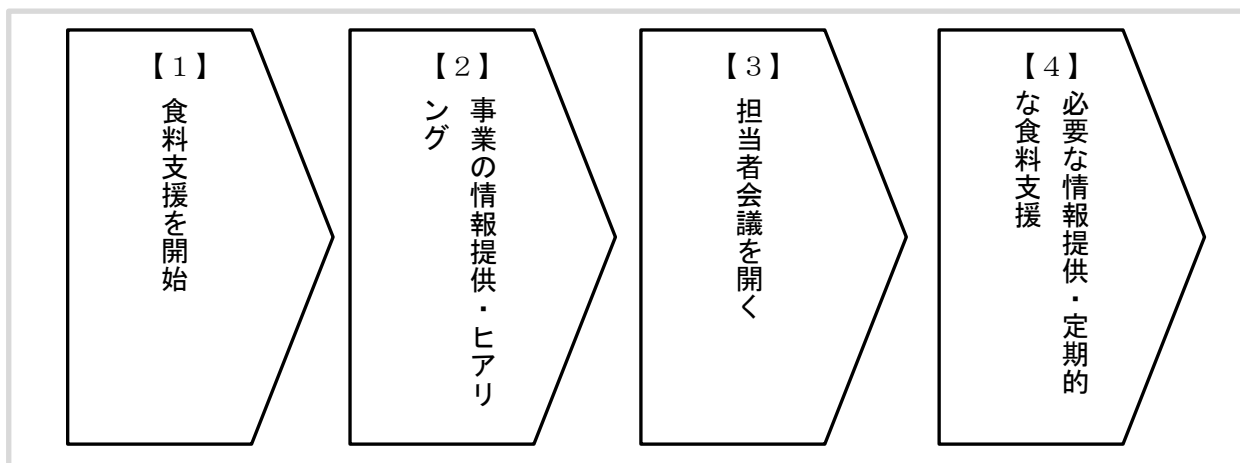 【１】
食料支援を開始
【２】
事業の情報提供・ヒアリ
ング
【３】
担当者会議を開く
【４】
必要な情報提供・定期的
な食料支援